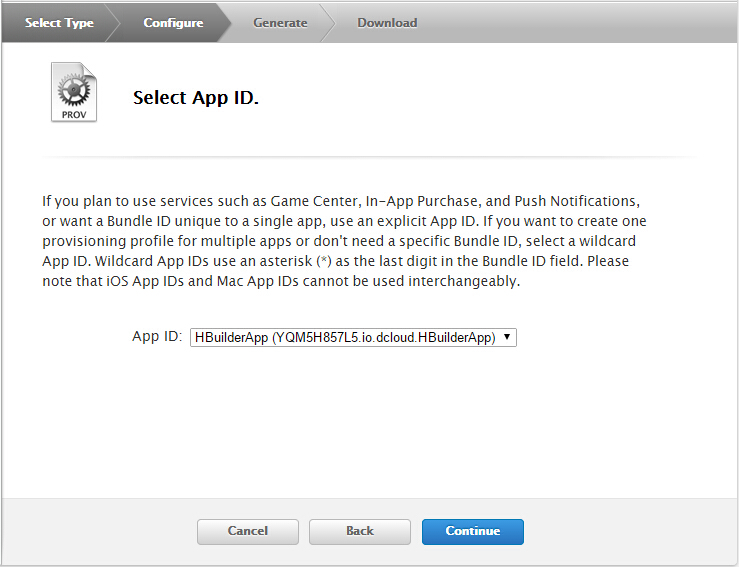 Select Type Configure Generate Download
PROV
Select App ID.
If you plan to use services such as Game Center, In-App Purchase, and Push Notifications,
or want a Bundle ID unique to a single app, use an explicit App ID. If you want to create one
provisioning profile for multiple apps or don't need a specific Bundle ID, select a wildcard
App ID. Wildcard App IDs use an asterisk (*) as the last digit in the Bundle ID field. Please
note that iOS App IDs and Mac App IDs cannot be used interchangeably.
App ID: HBuilderApp (YQM5H857L5.io.dcloud.HBuilderApp)
Cancel Back Continue